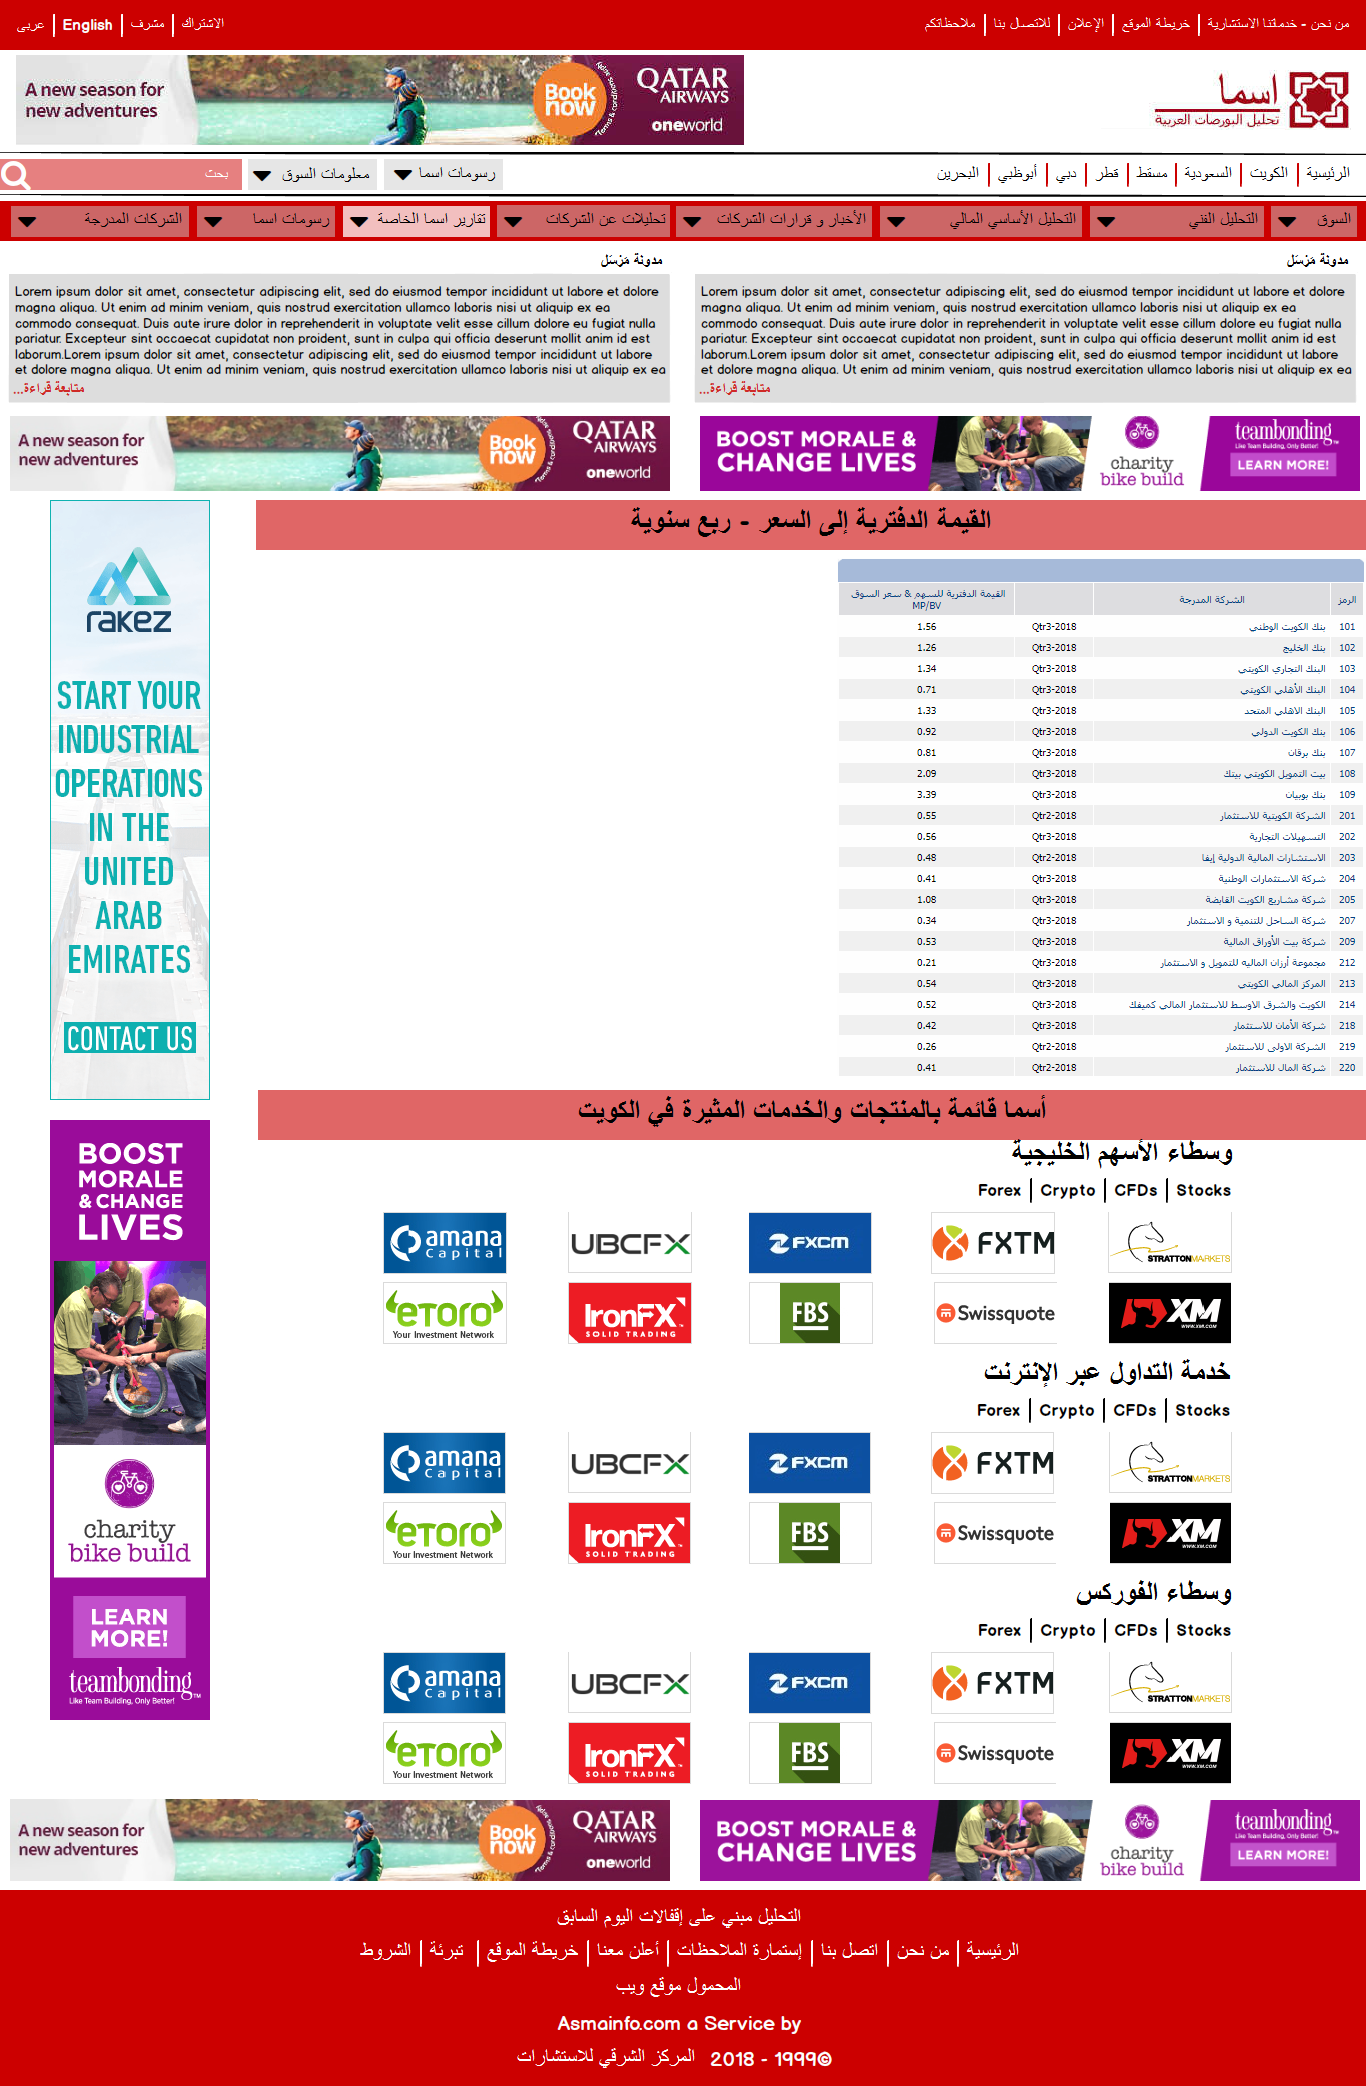 من نحن - خدمـاتنا الاستشارية | خريطة الموقع | الإعلان | للاتصال بنا | ملاحظاتكم
الاشتراك | مشرف | English | عربى
A new season for
new adventures
Book
now
QATAR
AIRWAYS
oneworld
اسما
تحليل البورصات العربية
الرئيسية | الكويت | السعودية | مسقط | قطر | دبي | أبوظبي | البحرين
رسومات اسما
معلومات السوق
بحث
السوق
التحليل الفني
التحليل الأساسي المالي
الأخبار و قرارات الشركات
تحليلات عن الشركات
تقارير اسما الخاصة
رسومات اسما
الشركات المدرجة
مدونة مَرْسَل
Lorem ipsum dolor sit amet, consectetur adipiscing elit, sed do eiusmod tempor incididunt ut labore et dolore
magna aliqua. Ut enim ad minim veniam, quis nostrud exercitation ullamco laboris nisi ut aliquip ex ea
commodo consequat. Duis aute irure dolor in reprehenderit in voluptate velit esse cillum dolore eu fugiat nulla
pariatur. Excepteur sint occaecat cupidatat non proident, sunt in culpa qui officia deserunt mollit anim id est
laborum.Lorem ipsum dolor sit amet, consectetur adipiscing elit, sed do eiusmod tempor incididunt ut labore
et dolore magna aliqua. Ut enim ad minim veniam, quis nostrud exercitation ullamco laboris nisi ut aliquip ex ea
متابعة قراءة...
مدونة مَرْسَل
Lorem ipsum dolor sit amet, consectetur adipiscing elit, sed do eiusmod tempor incididunt ut labore et dolore
magna aliqua. Ut enim ad minim veniam, quis nostrud exercitation ullamco laboris nisi ut aliquip ex ea
commodo consequat. Duis aute irure dolor in reprehenderit in voluptate velit esse cillum dolore eu fugiat nulla
pariatur. Excepteur sint occaecat cupidatat non proident, sunt in culpa qui officia deserunt mollit anim id est
laborum.Lorem ipsum dolor sit amet, consectetur adipiscing elit, sed do eiusmod tempor incididunt ut labore
et dolore magna aliqua. Ut enim ad minim veniam, quis nostrud exercitation ullamco laboris nisi ut aliquip ex ea
متابعة قراءة...
A new season for
new adventures
Book
now
QATAR
AIRWAYS
oneworld
BOOST MORALE &
CHANGE LIVES
charity
bike build
teambonding
Like Team Building, Only Better!
LEARN MORE!
القيمة الدفترية إلى السعر - ربع سنوية
الرمز الشركة المدرجة القيمة الدفترية للسهم & سعر السوق
MP/BV
101 بنك الكويت الوطني Qtr3-2018 1.56
102 بنك الخليج Qtr3-2018 1.26
103 البنك التجاري الكويتي Qtr3-2018 1.34
104 البنك الأهلي الكويتي Qtr3-2018 0.71
105 البنك الاهلي المتحد Qtr3-2018 1.33
106 بنك الكويت الدولي Qtr3-2018 0.92
107 بنك برقان Qtr3-2018 0.81
108 بيت التمويل الكويتي بيتك Qtr3-2018 2.09
109 بنك بوبيان Qtr3-2018 3.39
201 الشركة الكويتية للاستثمار Qtr2-2018 0.55
202 التسهيلات التجارية Qtr3-2018 0.56
203 الاستشارات المالية الدولية إيفا Qtr2-2018 0.48
204 شركة الاستثمارات الوطنية Qtr3-2018 0.41
205 شركة مشاريع الكويت القابضة Qtr3-2018 1.08
207 شركة الساحل للتنمية و الاستثمار Qtr3-2018 0.34
209 شركة بيت الأوراق المالية Qtr3-2018 0.53
212 مجموعة أرزان الماليه للتمويل و الاستثمار Qtr3-2018 0.21
213 المركز المالي الكويتي Qtr3-2018 0.54
214 الكويت والشرق الاوسط للاستثمار المالي كميفك Qtr3-2018 0.52
218 شركة الأمان للاستثمار Qtr3-2018 0.42
219 الشركة الاولى للاستثمار Qtr2-2018 0.26
220 شركة المال للاستثمار Qtr2-2018 0.41
rakez
START YOUR
INDUSTRIAL
OPERATIONS
IN THE
UNITED
ARAB
EMIRATES
CONTACT US
BOOST
MORALE
& CHANGE
LIVES
charity
bike build
LEARN
MORE!
teambonding
Like Team Building, Only Better!
أسما قائمة بالمنتجات والخدمات المثيرة في الكويت
وسطاء الأسهم الخليجية
Forex | Crypto | CFDs | Stocks
amana capital
UBCFX
FXCM
FXTM
STRATTONMARKETS
eToro
Your Investment Network
IronFX
SOLID TRADING
FBS
Swissquote
XM
WWW.XM.COM
خدمة التداول عبر الإنترنت
Forex | Crypto | CFDs | Stocks
amana capital
UBCFX
FXCM
FXTM
STRATTONMARKETS
eToro
Your Investment Network
IronFX
SOLID TRADING
FBS
Swissquote
XM
WWW.XM.COM
وسطاء الفوركس
Forex | Crypto | CFDs | Stocks
amana capital
UBCFX
FXCM
FXTM
STRATTONMARKETS
eToro
Your Investment Network
IronFX
SOLID TRADING
FBS
Swissquote
XM
WWW.XM.COM
A new season for
new adventures
Book
now
QATAR
AIRWAYS
oneworld
BOOST MORALE &
CHANGE LIVES
charity
bike build
teambonding
Like Team Building, Only Better!
LEARN MORE!
التحليل مبني على إقفالات اليوم السابق
الرئيسية | من نحن | اتصل بنا | إستمارة الملاحظات | أعلن معنا | خريطة الموقع | تبرئة | الشروط
المحمول موقع ويب
Asmainfo.com a Service by
المركز الشرقي للاستشارات 2018 - 1999©